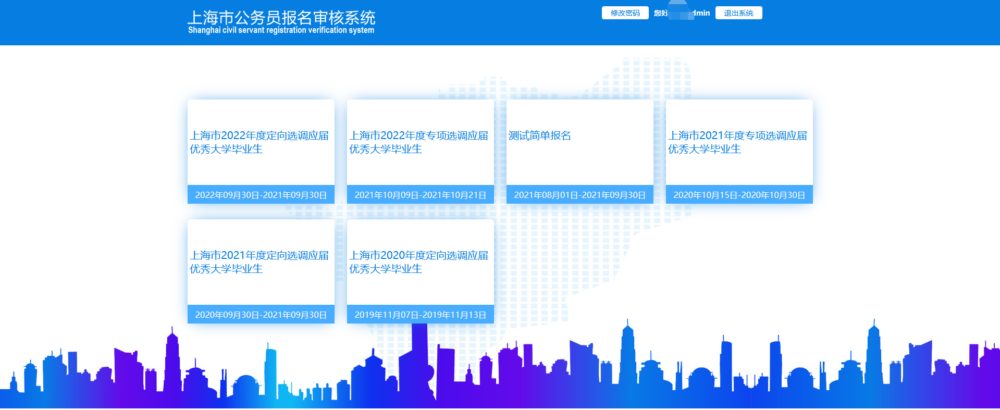 上海市公务员报名审核系统
Shanghai civil servant registration verification system
修改密码 您好 dmin 退出系统
上海市2022年度定向选调应届
优秀大学毕业生
2022年09月30日-2021年09月30日
上海市2022年度专项选调应届
优秀大学毕业生
2021年10月09日-2021年10月21日
测试简单报名
2021年08月01日-2021年09月30日
上海市2021年度专项选调应届
优秀大学毕业生
2020年10月15日-2020年10月30日
上海市2021年度定向选调应届
优秀大学毕业生
2020年09月30日-2021年09月30日
上海市2020年度定向选调应届
优秀大学毕业生
2019年11月07日-2019年11月13日